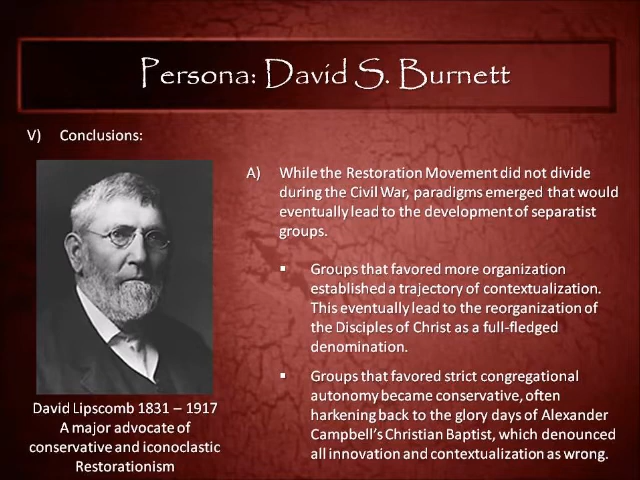 Persona: David S. Burnett
V) Conclusions:
A) While the Restoration Movement did not divide
during the Civil War, paradigms emerged that would
eventually lead to the development of separatist
groups.
▪ Groups that favored more organization
established a trajectory of contextualization.
This eventually lead to the reorganization of
the Disciples of Christ as a full-fledged
denomination.
▪ Groups that favored strict congregational
autonomy became conservative, often
harkening back to the glory days of Alexander
Campbell's Christian Baptist, which denounced
all innovation and contextualization as wrong.
David Lipscomb 1831 – 1917
A major advocate of
conservative and iconoclastic
Restorationism